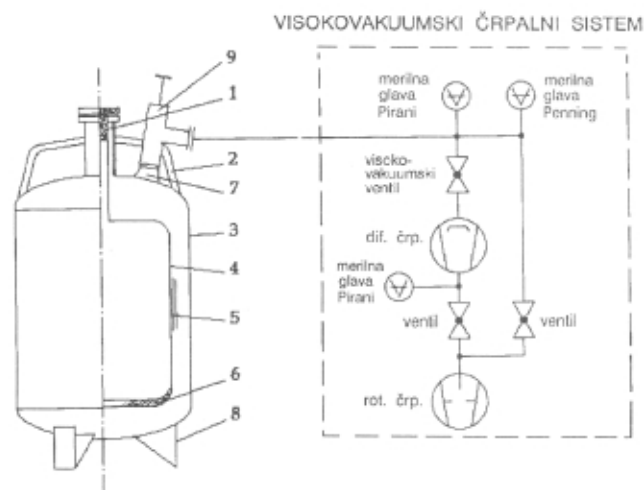 VISOKOVAKUUMSKI ČRPALNI SISTEM
9
1
2
7
3
4
5
6
8
merilna
glava
Pirani
merilna
glava
Penning
visoko-
vakuumski
ventil
dif. črp.
merilna
glava
Pirani
ventil
ventil
rot. črp.